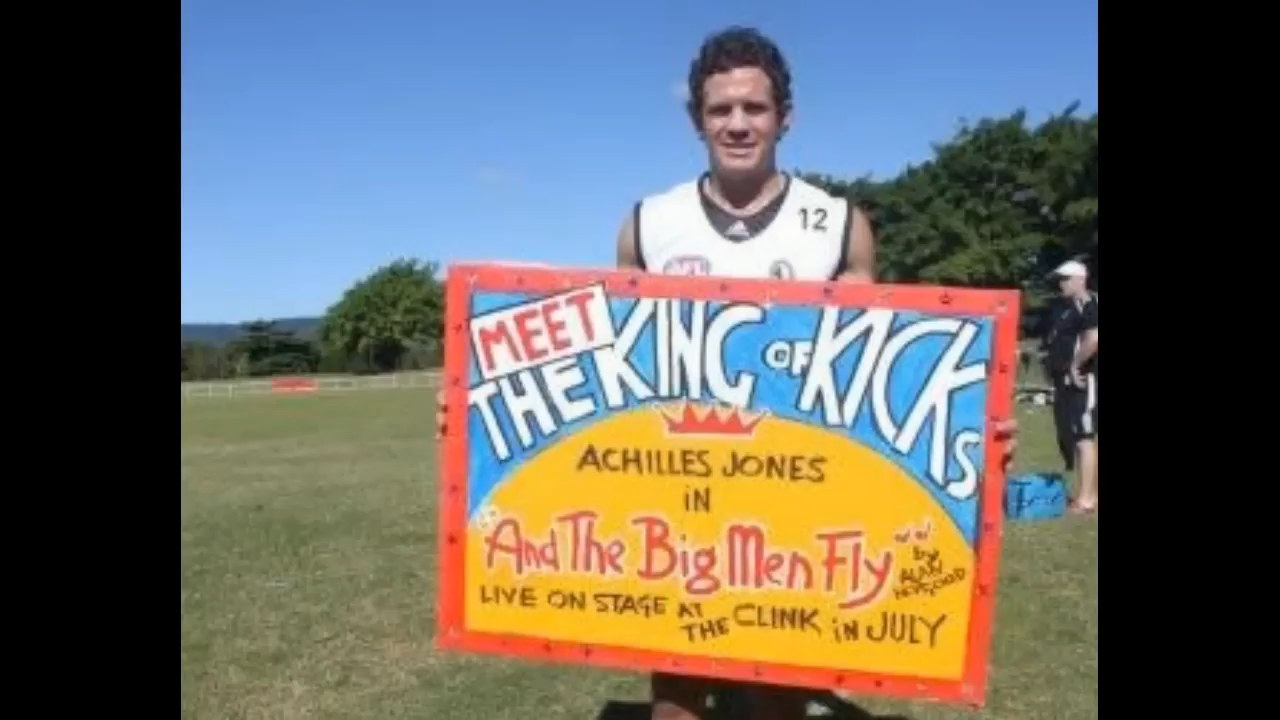 12
AFL
MEET
THE KING OF KICKS
ACHILLES JONES
iN
"And The Big Men Fly"
by
ALAN
HOPGOOD
LIVE ON STAGE AT
THE CLINK iN JULY